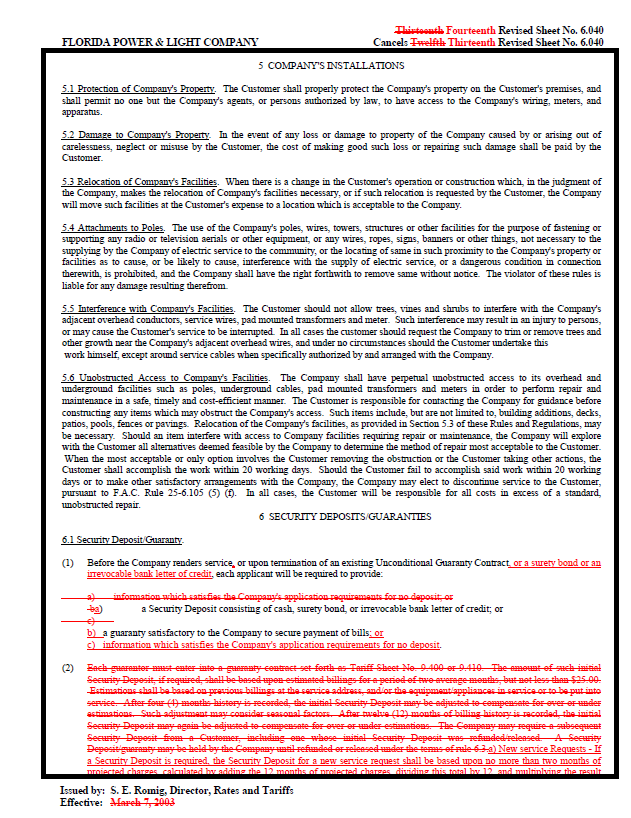 Thirteenth Fourteenth Revised Sheet No. 6.040
FLORIDA POWER & LIGHT COMPANY Cancels Twelfth Thirteenth Revised Sheet No. 6.040
5 COMPANY'S INSTALLATIONS
5.1 Protection of Company's Property. The Customer shall properly protect the Company's property on the Customer's premises, and
shall permit no one but the Company's agents, or persons authorized by law, to have access to the Company's wiring, meters, and
apparatus.
5.2 Damage to Company's Property. In the event of any loss or damage to property of the Company caused by or arising out of
carelessness, neglect or misuse by the Customer, the cost of making good such loss or repairing such damage shall be paid by the
Customer.
5.3 Relocation of Company's Facilities. When there is a change in the Customer's operation or construction which, in the judgment of
the Company, makes the relocation of Company's facilities necessary, or if such relocation is requested by the Customer, the Company
will move such facilities at the Customer's expense to a location which is acceptable to the Company.
5.4 Attachments to Poles. The use of the Company's poles, wires, towers, structures or other facilities for the purpose of fastening or
supporting any radio or television aerials or other equipment, or any wires, ropes, signs, banners or other things, not necessary to the
supplying by the Company of electric service to the community, or the locating of same in such proximity to the Company's property or
facilities as to cause, or be likely to cause, interference with the supply of electric service, or a dangerous condition in connection
therewith, is prohibited, and the Company shall have the right forthwith to remove same without notice. The violator of these rules is
liable for any damage resulting therefrom.
5.5 Interference with Company's Facilities. The Customer should not allow trees, vines and shrubs to interfere with the Company's
adjacent overhead conductors, service wires, pad mounted transformers and meter. Such interference may result in an injury to persons,
or may cause the Customer's service to be interrupted. In all cases the customer should request the Company to trim or remove trees and
other growth near the Company's adjacent overhead wires, and under no circumstances should the Customer undertake this
work himself, except around service cables when specifically authorized by and arranged with the Company.
5.6 Unobstructed Access to Company's Facilities. The Company shall have perpetual unobstructed access to its overhead and
underground facilities such as poles, underground cables, pad mounted transformers and meters in order to perform repair and
maintenance in a safe, timely and cost-efficient manner. The Customer is responsible for contacting the Company for guidance before
constructing any items which may obstruct the Company's access. Such items include, but are not limited to, building additions, decks,
patios, pools, fences or pavings. Relocation of the Company's facilities, as provided in Section 5.3 of these Rules and Regulations, may
be necessary. Should an item interfere with access to Company facilities requiring repair or maintenance, the Company will explore
with the Customer all alternatives deemed feasible by the Company to determine the method of repair most acceptable to the Customer.
When the most acceptable or only option involves the Customer removing the obstruction or the Customer taking other actions, the
Customer shall accomplish the work within 20 working days. Should the Customer fail to accomplish said work within 20 working
days or to make other satisfactory arrangements with the Company, the Company may elect to discontinue service to the Customer,
pursuant to F.A.C. Rule 25-6.105 (5) (f). In all cases, the Customer will be responsible for all costs in excess of a standard,
unobstructed repair.
6 SECURITY DEPOSITS/GUARANTIES
6.1 Security Deposit/Guaranty.
(1) Before the Company renders service, or upon termination of an existing Unconditional Guaranty Contract, or a surety bond or an
irrevocable bank letter of credit, each applicant will be required to provide:
a) information which satisfies the Company's application requirements for no deposit; or
ba) a Security Deposit consisting of cash, surety bond, or irrevocable bank letter of credit; or
c)
b) a guaranty satisfactory to the Company to secure payment of bills; or
c) information which satisfies the Company's application requirements for no deposit.
(2) Each guarantor must enter into a guaranty contract set forth as Tariff Sheet No. 9.400 or 9.410. The amount of such initial
Security Deposit, if required, shall be based upon estimated billings for a period of two average months, but not less than $25.00.
Estimations shall be based on previous billings at the service address, and/or the equipment/appliances in service or to be put into
service. After four (4) months history is recorded, the initial Security Deposit may be adjusted to compensate for over or under
estimations. Such adjustment may consider seasonal factors. After twelve (12) months of billing history is recorded, the initial
Security Deposit may again be adjusted to compensate for over or under estimations. The Company may require a subsequent
Security Deposit from a Customer, including one whose initial Security Deposit was refunded/released. A Security
Deposit/guaranty may be held by the Company until refunded or released under the terms of rule 6.3.a) New service Requests - If
a Security Deposit is required, the Security Deposit for a new service request shall be based upon no more than two months of
projected charges, calculated by adding the 12 months of projected charges, dividing this total by 12, and multiplying the result
Issued by: S. E. Romig, Director, Rates and Tariffs
Effective: March 7, 2003